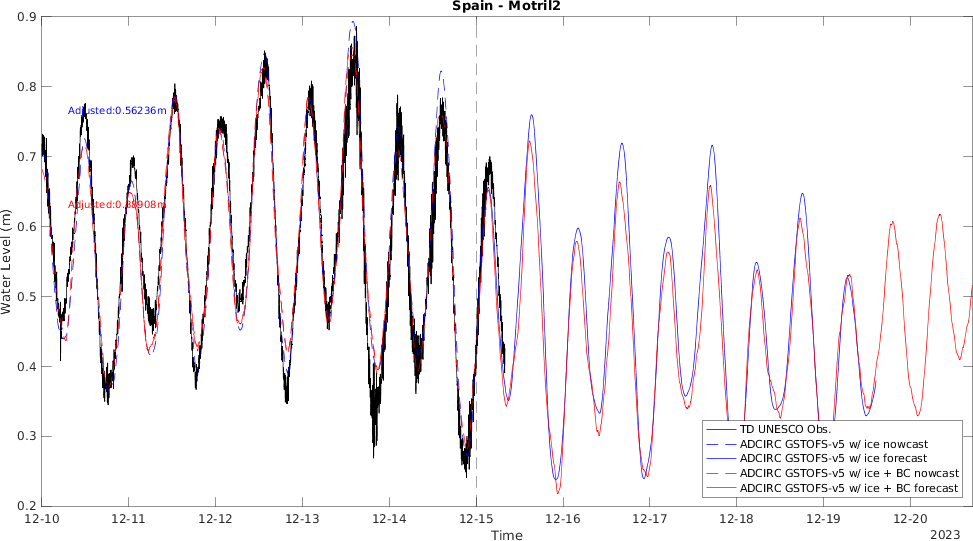 Spain - Motril2
0.9
0.8
0.7
0.6
0.5
0.4
0.3
0.2
Water Level (m)
Adjusted:0.56236m
Adjusted:0.88908m
TD UNESCO Obs.
ADCIRC GSTOFS-v5 w/ ice nowcast
ADCIRC GSTOFS-v5 w/ ice forecast
ADCIRC GSTOFS-v5 w/ ice + BC nowcast
ADCIRC GSTOFS-v5 w/ ice + BC forecast
12-10 12-11 12-12 12-13 12-14 12-15 12-16 12-17 12-18 12-19 12-20
Time
2023